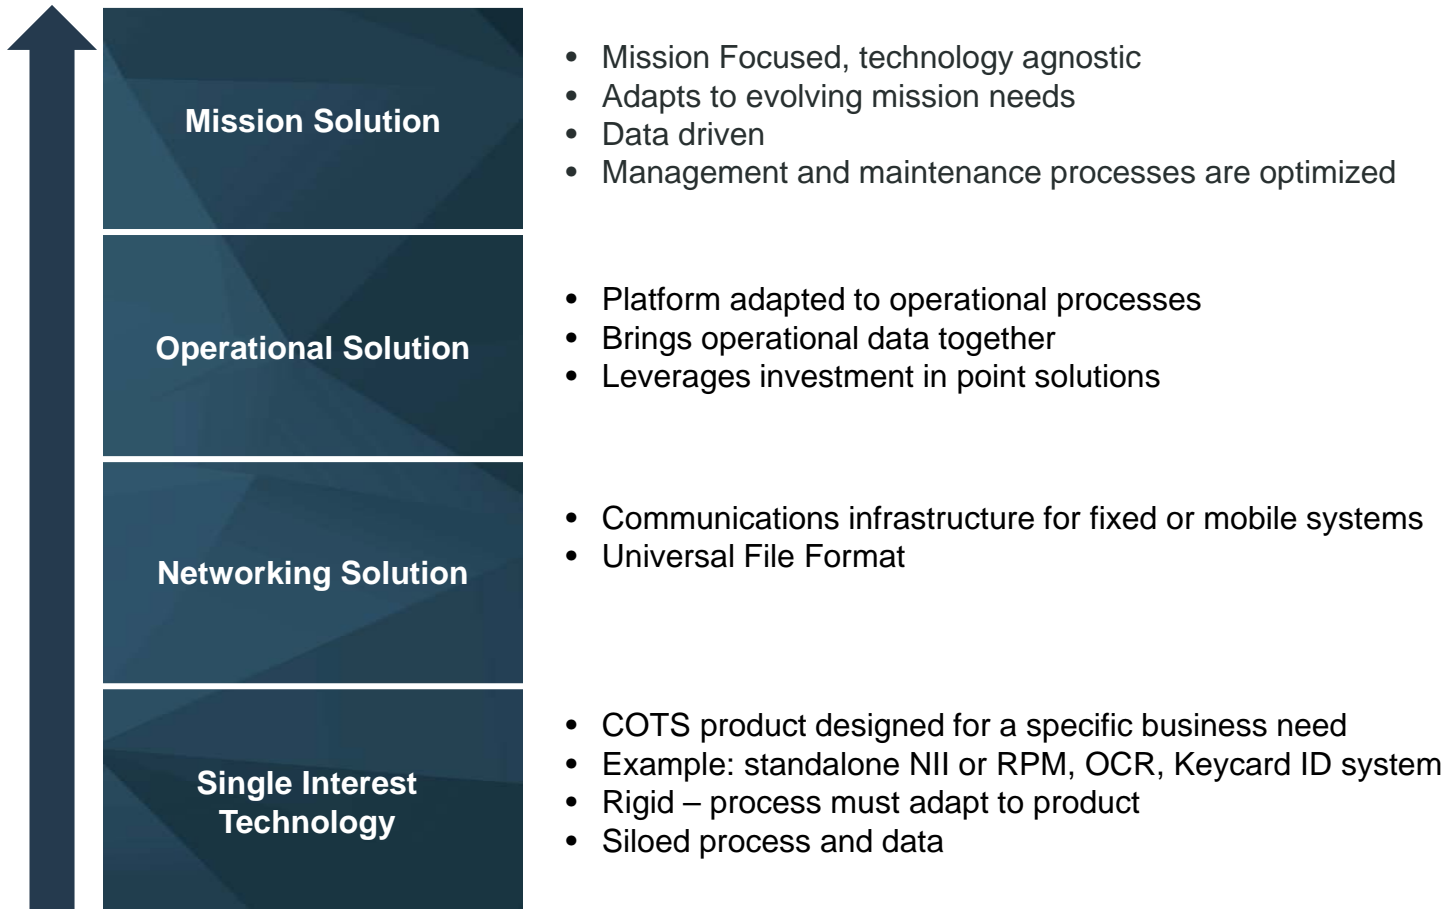 Mission Solution
• Mission Focused, technology agnostic
• Adapts to evolving mission needs
• Data driven
• Management and maintenance processes are optimized
Operational Solution
• Platform adapted to operational processes
• Brings operational data together
• Leverages investment in point solutions
Networking Solution
• Communications infrastructure for fixed or mobile systems
• Universal File Format
Single Interest
Technology
• COTS product designed for a specific business need
• Example: standalone NII or RPM, OCR, Keycard ID system
• Rigid – process must adapt to product
• Siloed process and data